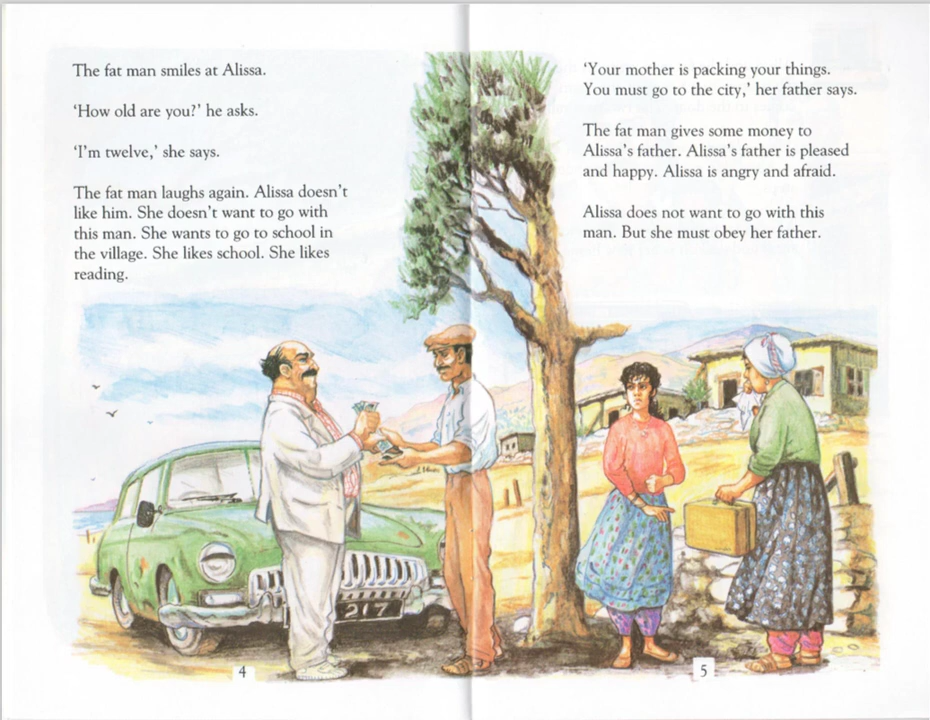 The fat man smiles at Alissa.
‘How old are you?’ he asks.
‘I'm twelve,’ she says.
The fat man laughs again. Alissa doesn't
like him. She doesn't want to go with
this man. She wants to go to school in
the village. She likes school. She likes
reading.
217
4
‘Your mother is packing your things.
You must go to the city,’ her father says.
The fat man gives some money to
Alissa's father. Alissa's father is pleased
and happy. Alissa is angry and afraid.
Alissa does not want to go with this
man. But she must obey her father.
5